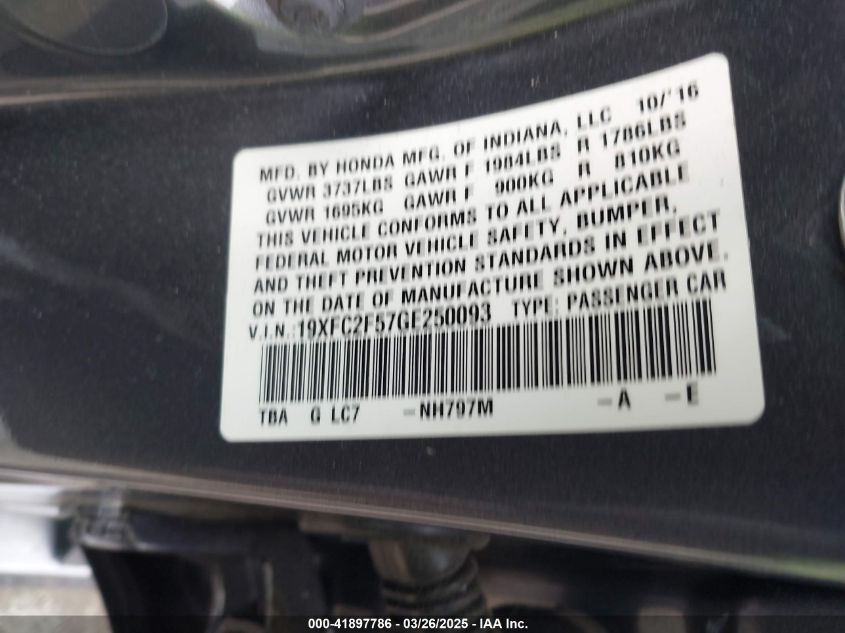 MFD. BY HONDA MFG. OF INDIANA, LLC 10/'16
GVWR 3737LBS GAWR F 1984LBS R 1786LBS
GVWR 1695KG GAWR F 900KG R 810KG
THIS VEHICLE CONFORMS TO ALL APPLICABLE
FEDERAL MOTOR VEHICLE SAFETY, BUMPER,
AND THEFT PREVENTION STANDARDS IN EFFECT
ON THE DATE OF MANUFACTURE SHOWN ABOVE.
V.I.N.:19XFC2F57GE250093 TYPE: PASSENGER CAR
TBA G LC7 -NH797M -A -E
000-41897786 - 03/26/2025 - IAA Inc.